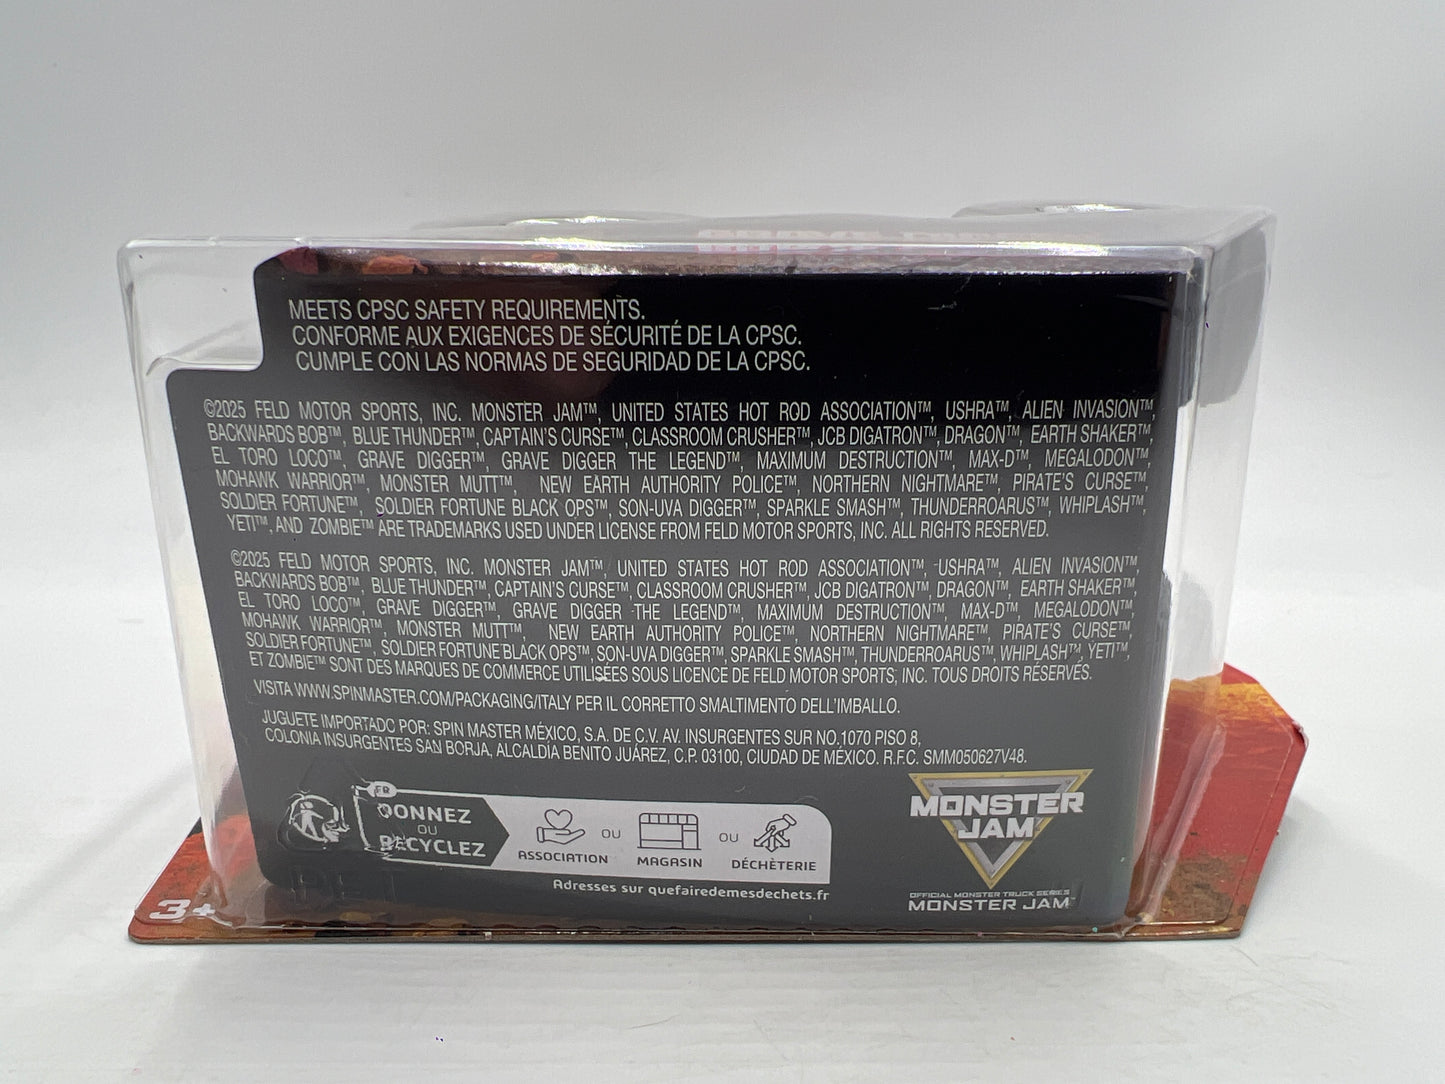 MEETS CPSC SAFETY REQUIREMENTS.
CONFORME AUX EXIGENCES DE SÉCURITÉ DE LA CPSC.
CUMPLE CON LAS NORMAS DE SEGURIDAD DE LA CPSC.
©2025 FELD MOTOR SPORTS, INC. MONSTER JAM™, UNITED STATES HOT ROD ASSOCIATION™, USHRA™, ALIEN INVASION™,
BACKWARDS BOB™, BLUE THUNDER™, CAPTAIN'S CURSE™, CLASSROOM CRUSHER™, JCB DIGATRON™, DRAGON™, EARTH SHAKER™,
EL TORO LOCO™, GRAVE DIGGER™, GRAVE DIGGER THE LEGEND™, MAXIMUM DESTRUCTION™, MAX-D™, MEGALODON™,
MOHAWK WARRIOR™, MONSTER MUTT™, NEW EARTH AUTHORITY POLICE™, NORTHERN NIGHTMARE™, PIRATE'S CURSE™,
SOLDIER FORTUNE™, SOLDIER FORTUNE BLACK OPS™, SON-UVA DIGGER™, SPARKLE SMASH™, THUNDERROARUS™, WHIPLASH™,
YETI™, AND ZOMBIE™ ARE TRADEMARKS USED UNDER LICENSE FROM FELD MOTOR SPORTS, INC. ALL RIGHTS RESERVED.
©2025 FELD MOTOR SPORTS, INC. MONSTER JAM™, UNITED STATES HOT ROD ASSOCIATION™, USHRA™, ALIEN INVASION™
BACKWARDS BOB™, BLUE THUNDER™, CAPTAIN'S CURSE™, CLASSROOM CRUSHER™, JCB DIGATRON™, DRAGON™, EARTH SHAKER™,
EL TORO LOCO™, GRAVE DIGGER™, GRAVE DIGGER THE LEGEND™, MAXIMUM DESTRUCTION™, MAX-D™, MEGALODON™,
MOHAWK WARRIOR™, MONSTER MUTT™, NEW EARTH AUTHORITY POLICE™, NORTHERN NIGHTMARE™, PIRATE'S CURSE™,
SOLDIER FORTUNE™, SOLDIER FORTUNE BLACK OPS™, SON-UVA DIGGER™, SPARKLE SMASH™, THUNDERROARUS™, WHIPLASH™, YETI™,
ET ZOMBIE™ SONT DES MARQUES DE COMMERCE UTILISÉES SOUS LICENCE DE FELD MOTOR SPORTS, INC. TOUS DROITS RÉSERVÉS.
VISITA WWW.SPINMASTER.COM/PACKAGING/ITALY PER IL CORRETTO SMALTIMENTO DELL'IMBALLO.
JUGUETE IMPORTADO POR: SPIN MASTER MÉXICO, S.A. DE C.V. AV. INSURGENTES SUR NO.1070 PISO 8,
COLONIA INSURGENTES SAN BORJA, ALCALDÍA BENITO JUÁREZ, C.P. 03100, CIUDAD DE MÉXICO. R.F.C. SMM050627V48.
FR
DONNEZ
OU
RECYCLEZ
ASSOCIATION
OU
MAGASIN
OU
DÉCHÈTERIE
Adresses sur quefairedemesdechets.fr
MONSTER
JAM
OFFICIAL MONSTER TRUCK SERIES
MONSTER JAM
3+